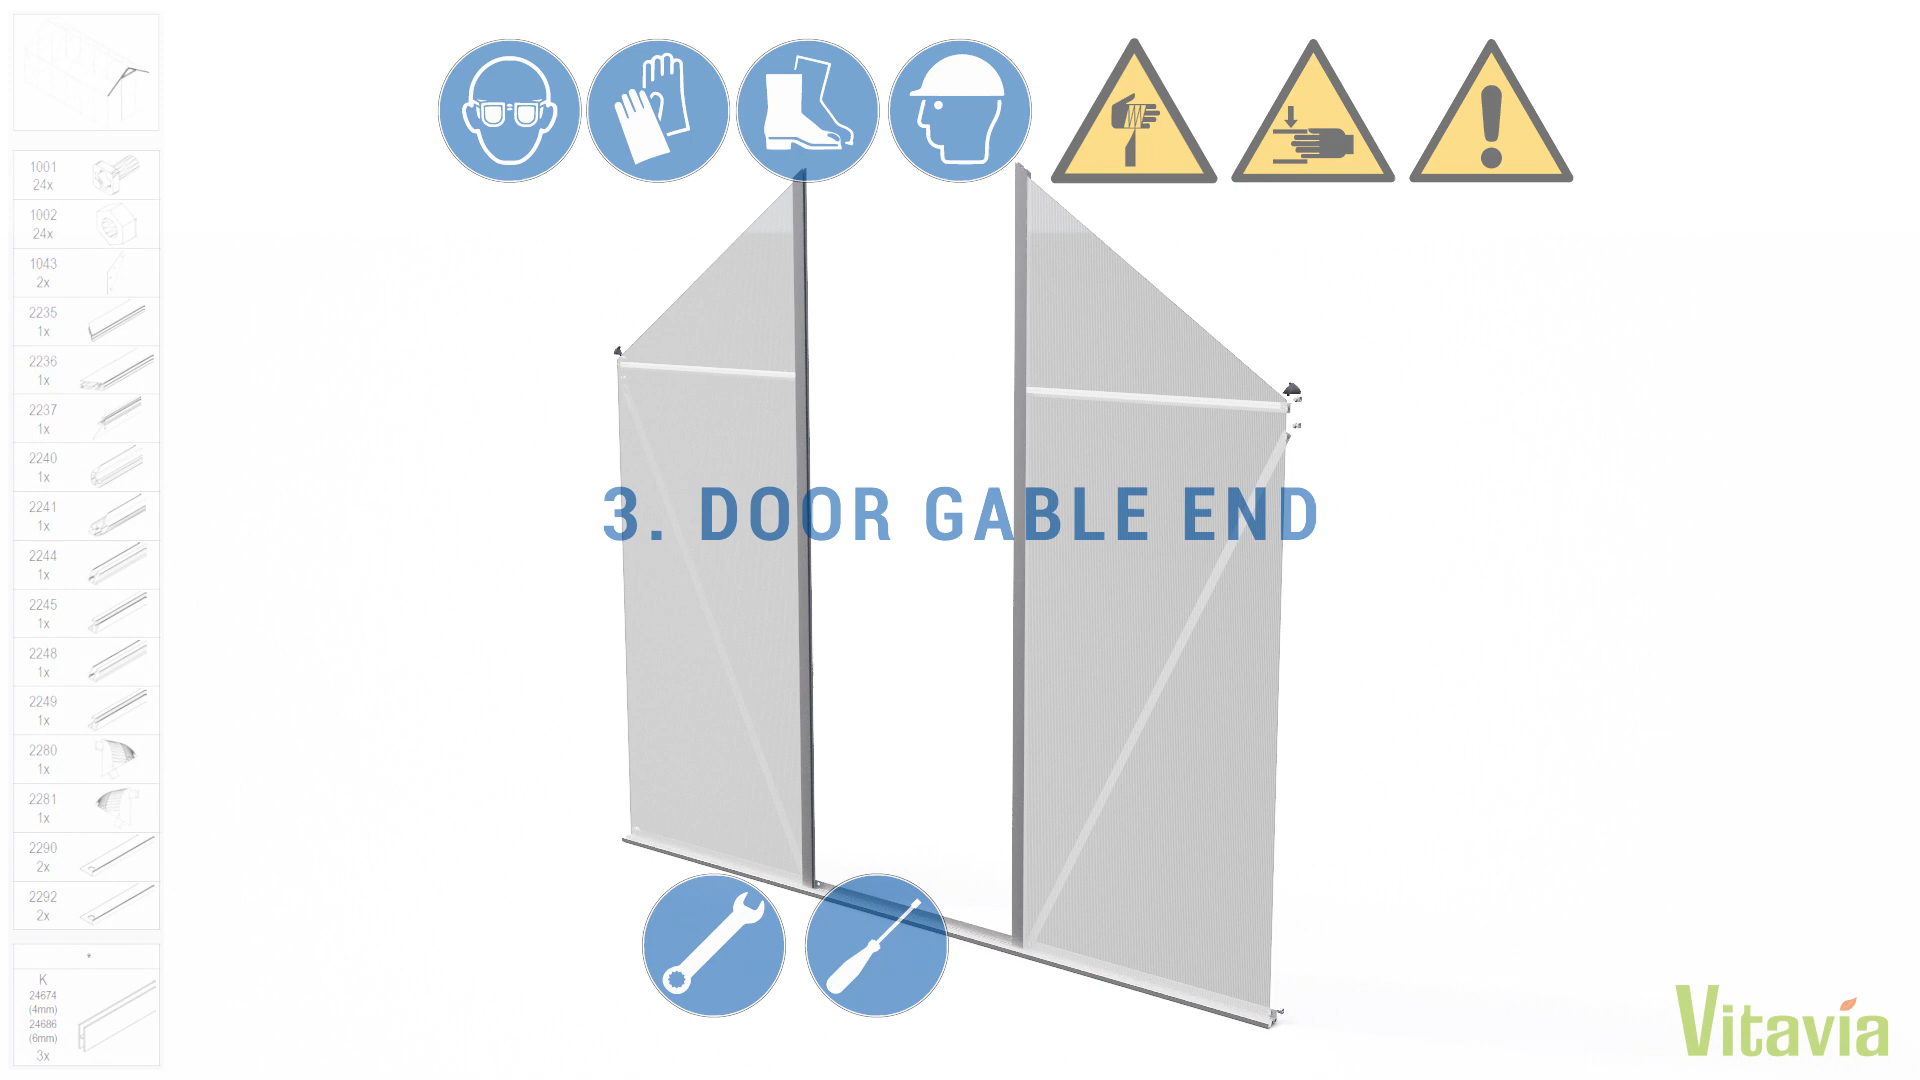 1001
24x
1002
24x
1043
2x
2235
1x
2236
1x
2237
1x
2240
1x
2241
1x
2244
1x
2245
1x
2248
1x
2249
1x
2280
1x
2281
1x
2290
2x
2292
2x
*
K
24674
(4mm)
24686
(6mm)
3x
3. DOOR GABLE END
Vitavia